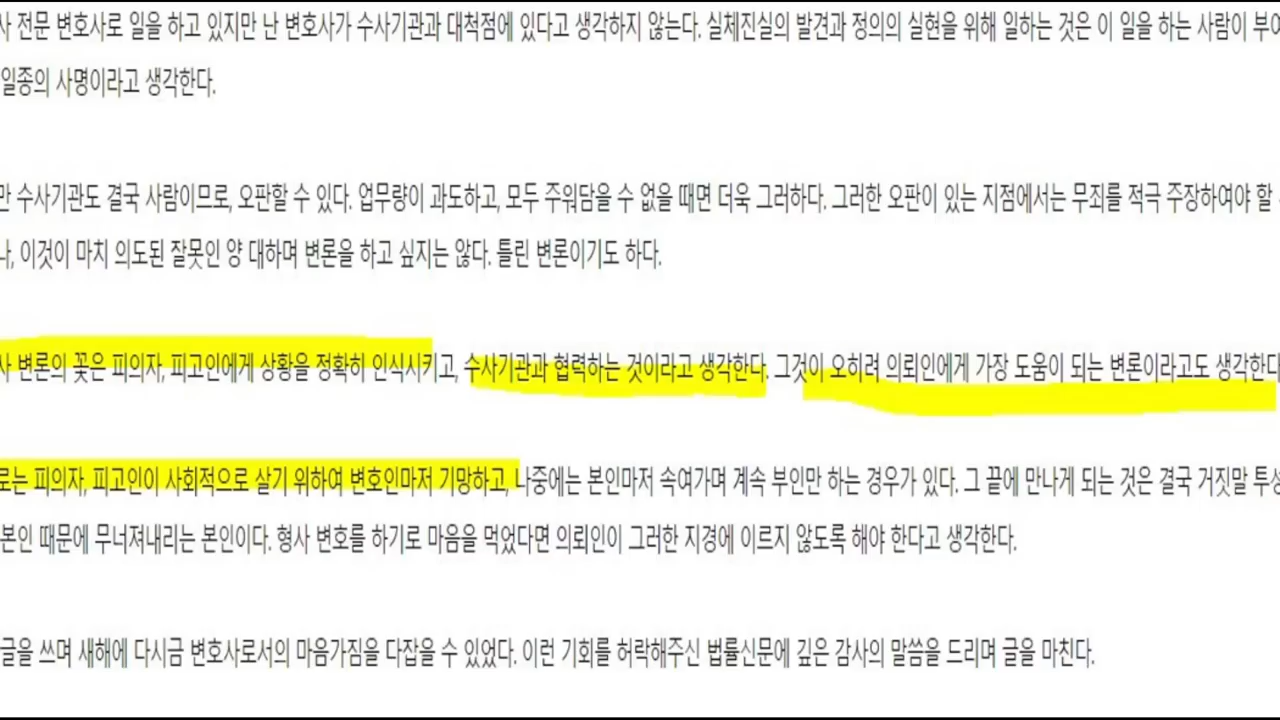 사 전문 변호사로 일을 하고 있지만 난 변호사가 수사기관과 대척점에 있다고 생각하지 않는다. 실체진실의 발견과 정의의 실현을 위해 일하는 것은 이 일을 하는 사람이 부여
일종의 사명이라고 생각한다.
만 수사기관도 결국 사람이므로, 오판할 수 있다. 업무량이 과도하고, 모두 주워담을 수 없을 때면 더욱 그러하다. 그러한 오판이 있는 지점에서는 무죄를 적극 주장하여야 할
나, 이것이 마치 의도된 잘못인 양 대하며 변론을 하고 싶지는 않다. 틀린 변론이기도 하다.
사 변론의 꽃은 피의자, 피고인에게 상황을 정확히 인식시키고, 수사기관과 협력하는 것이라고 생각한다. 그것이 오히려 의뢰인에게 가장 도움이 되는 변론이라고도 생각한다
로는 피의자, 피고인이 사회적으로 살기 위하여 변호인마저 기망하고, 나중에는 본인마저 속여가며 계속 부인만 하는 경우가 있다. 그 끝에 만나게 되는 것은 결국 거짓말 투성
본인 때문에 무너져내리는 본인이다. 형사 변호를 하기로 마음을 먹었다면 의뢰인이 그러한 지경에 이르지 않도록 해야 한다고 생각한다.
글을 쓰며 새해에 다시금 변호사로서의 마음가짐을 다잡을 수 있었다. 이런 기회를 허락해주신 법률신문에 깊은 감사의 말씀을 드리며 글을 마친다.